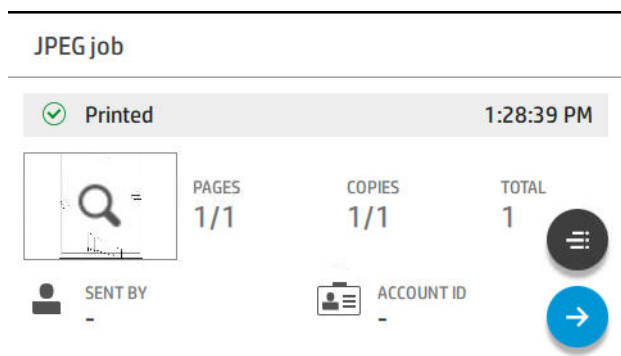 JPEG job
Printed 1:28:39 PM
PAGES COPIES TOTAL
1/1 1/1 1
SENT BY ACCOUNT ID
- -